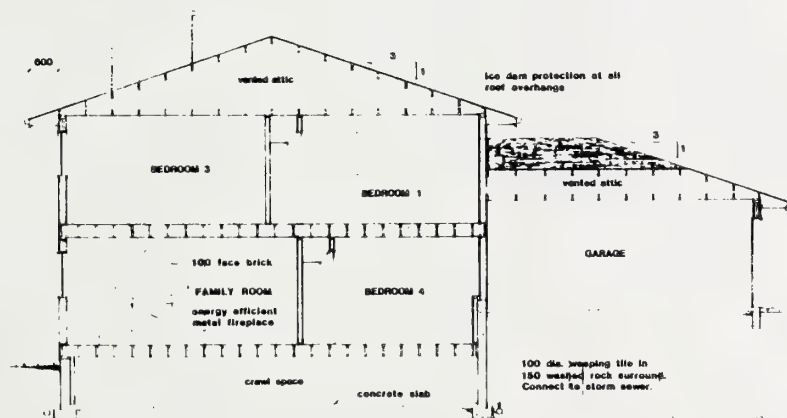 600
vented attic
3
1
ice dam protection at all
roof overhangs
3
1
vented attic
BEDROOM 3
BEDROOM 1
GARAGE
100 face brick
FAMILY ROOM
energy efficient
metal fireplace
BEDROOM 4
crawl space
concrete slab
100 dia. weeping tile in
150 washed rock surround.
Connect to storm sewer.